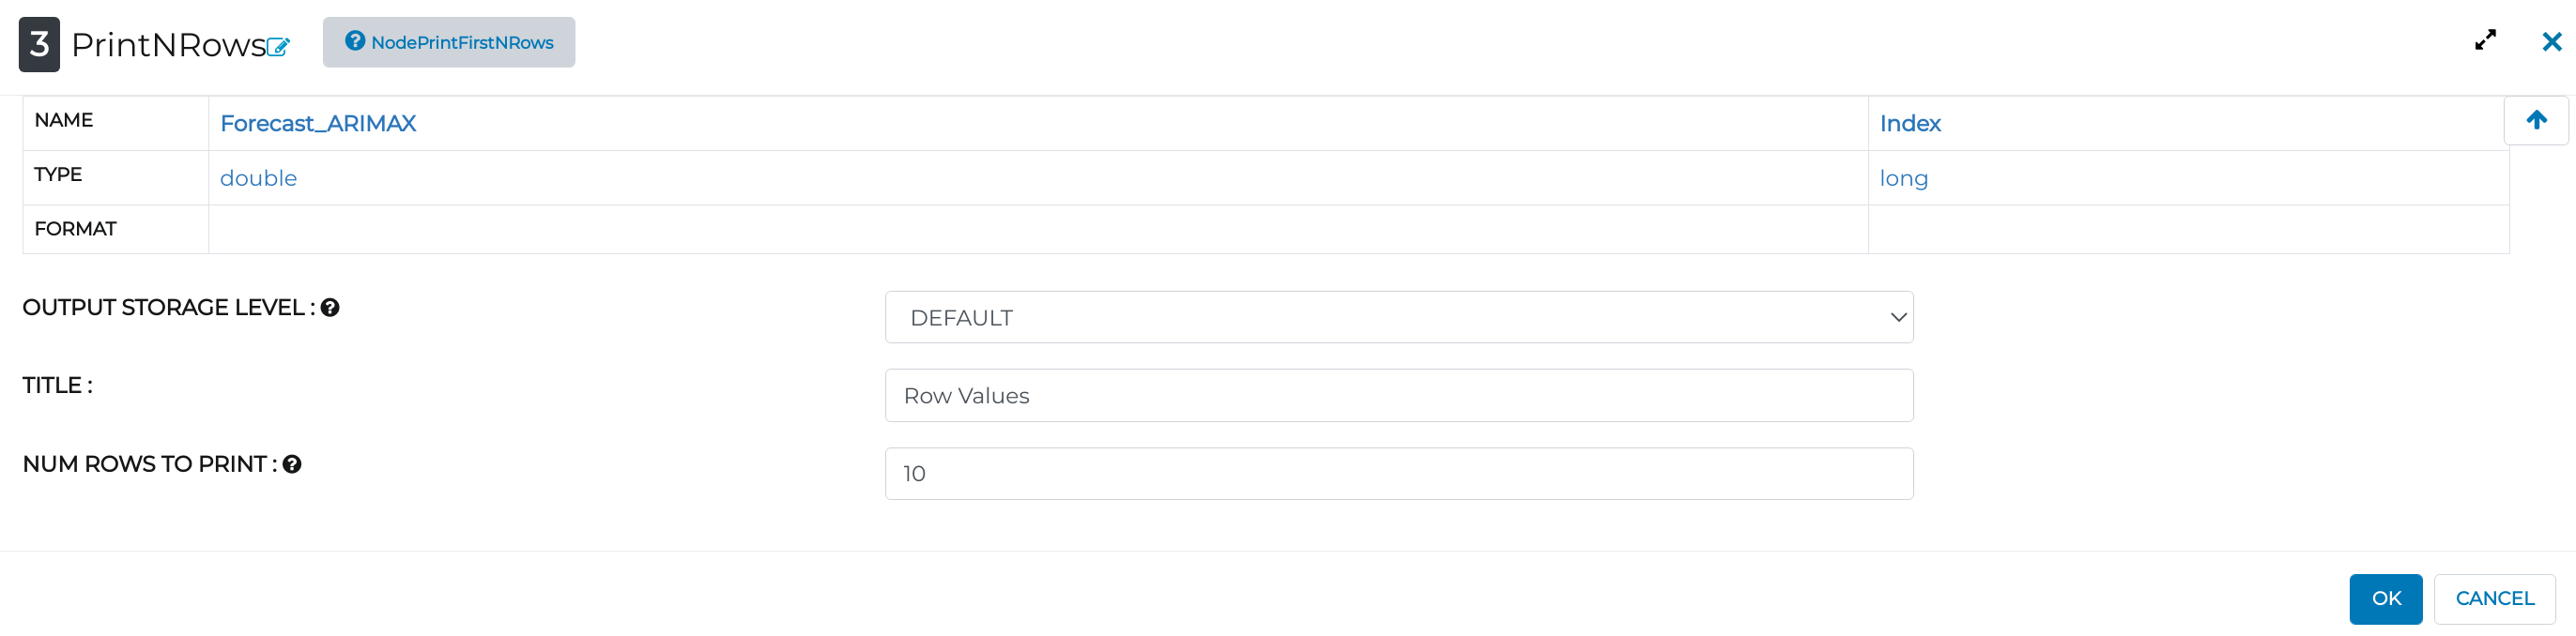 3 PrintNRows NodePrintFirstNRows
NAME Forecast_ARIMAX Index
TYPE double long
FORMAT
OUTPUT STORAGE LEVEL : DEFAULT
TITLE : Row Values
NUM ROWS TO PRINT : 10
OK CANCEL